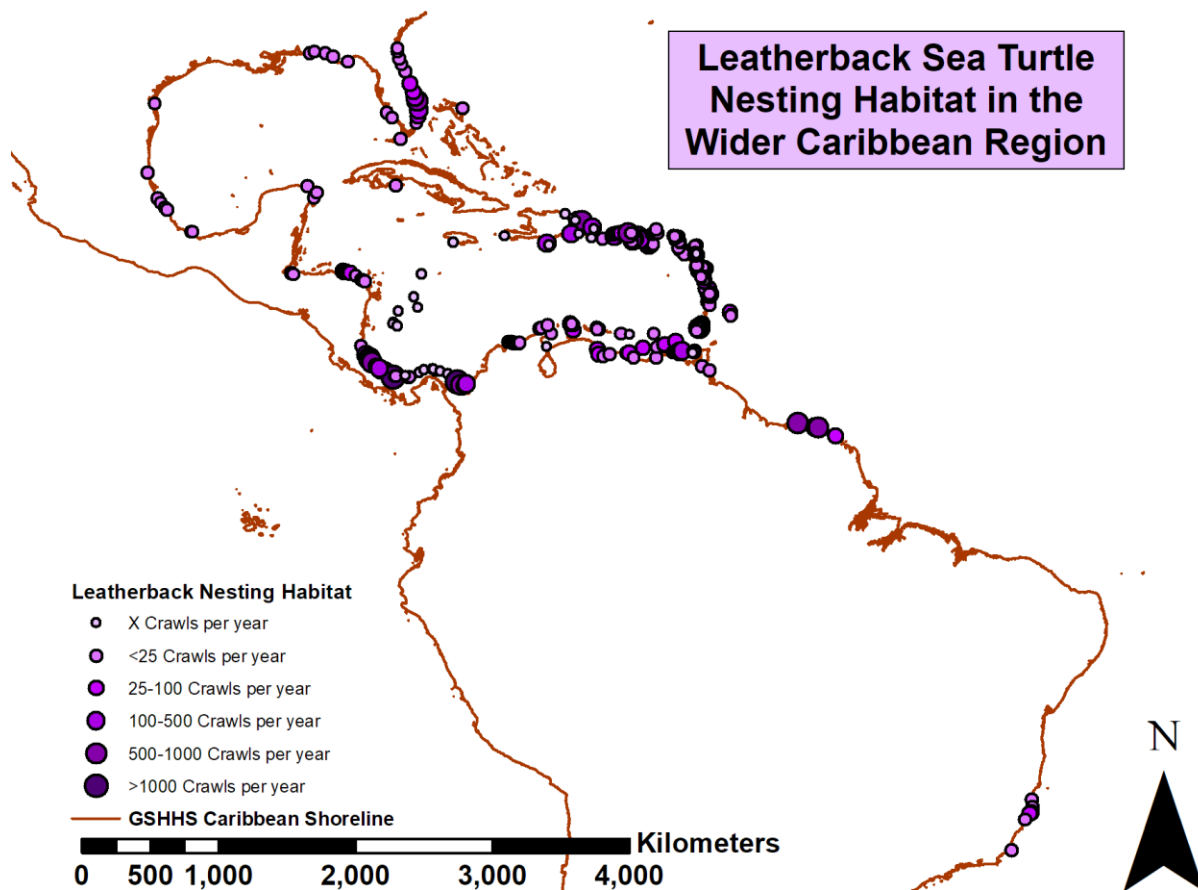 Leatherback Sea Turtle
Nesting Habitat in the
Wider Caribbean Region
Leatherback Nesting Habitat
X Crawls per year
<25 Crawls per year
25-100 Crawls per year
100-500 Crawls per year
500-1000 Crawls per year
>1000 Crawls per year
GSHHS Caribbean Shoreline
Kilometers
0 500 1,000 2,000 3,000 4,000
N